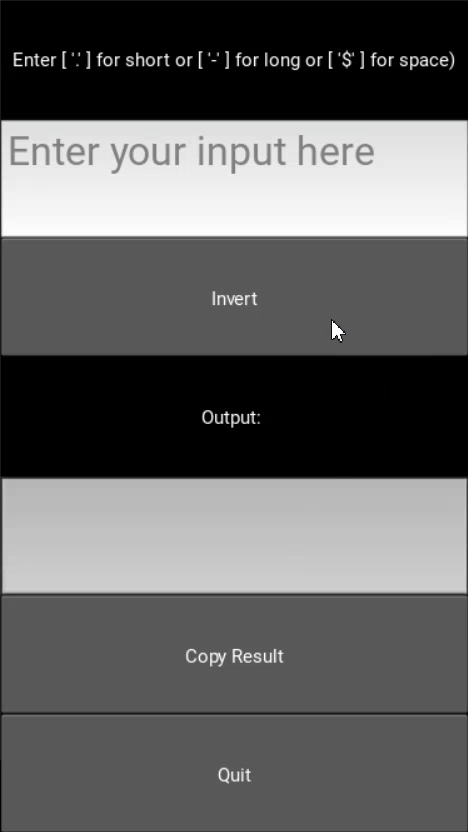 Enter [ '.' ] for short or [ '-' ] for long or [ '$' ] for space)
Enter your input here
Invert
Output:
Copy Result
Quit